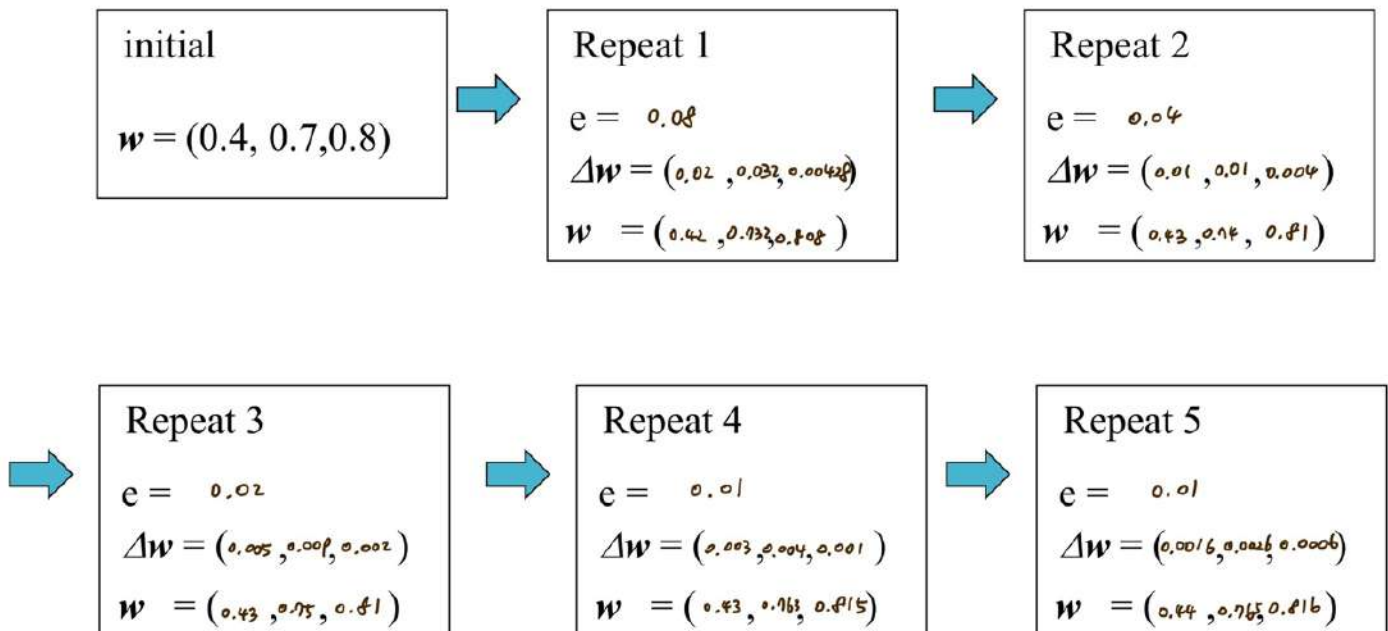 initial
w = (0.4, 0.7,0.8)
Repeat 1
e = 0.08
Δw = (0.02 ,0.032, 0.00428)
w = (0.42 ,0.732,0.808 )
Repeat 2
e = 0.04
Δw = (0.01 ,0.01, 0.004 )
w = (0.43 ,0.74 , 0.81 )
Repeat 3
e = 0.02
Δw = (0.005 ,0.008, 0.002 )
w = (0.43 ,0.75 , 0.81 )
Repeat 4
e = 0.01
Δw = (0.003 ,0.004, 0.001 )
w = (0.43 , 0.763, 0.815)
Repeat 5
e = 0.01
Δw = (0.0016,0.0026, 0.0006)
w = (0.44 ,0.765, 0.816 )